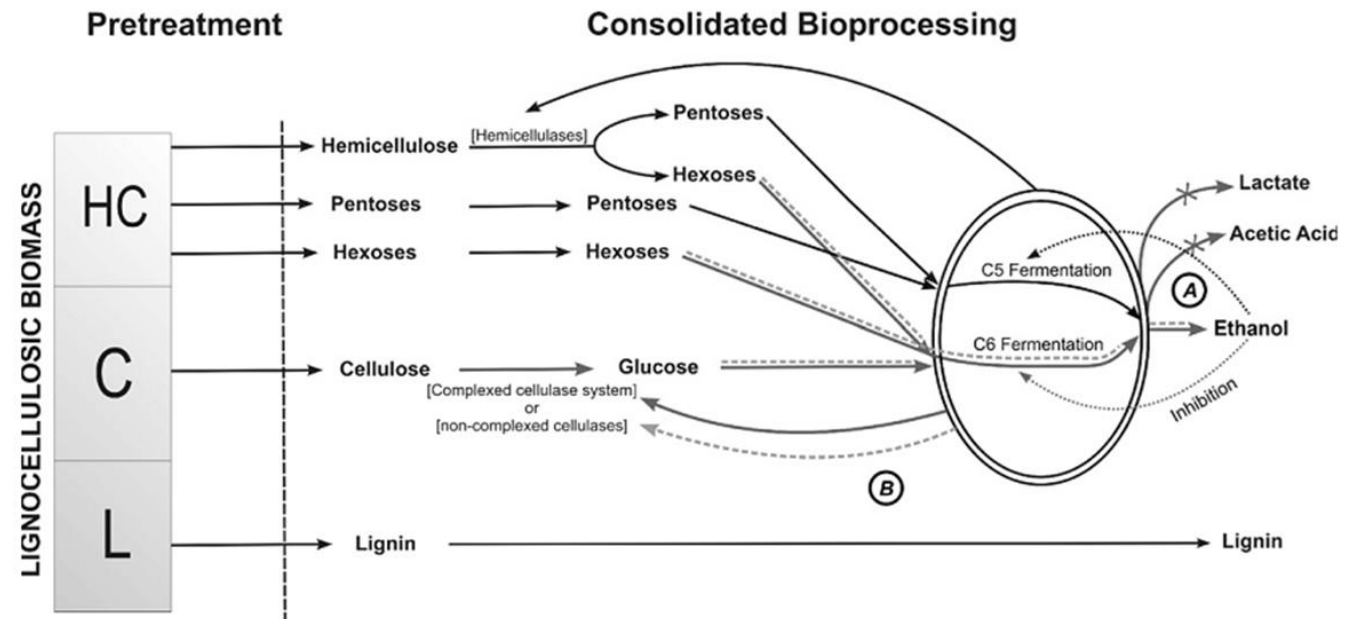 Pretreatment
Consolidated Bioprocessing
LIGNOCELLULOSIC BIOMASS
HC
C
L
Hemicellulose
[Hemicellulases]
Pentoses
Hexoses
Pentoses
Pentoses
Hexoses
Hexoses
Cellulose
Glucose
[Complexed cellulase system]
or
[non-complexed cellulases]
Lignin
C5 Fermentation
C6 Fermentation
Lactate
Acetic Acid
A
Ethanol
Inhibition
B
Lignin